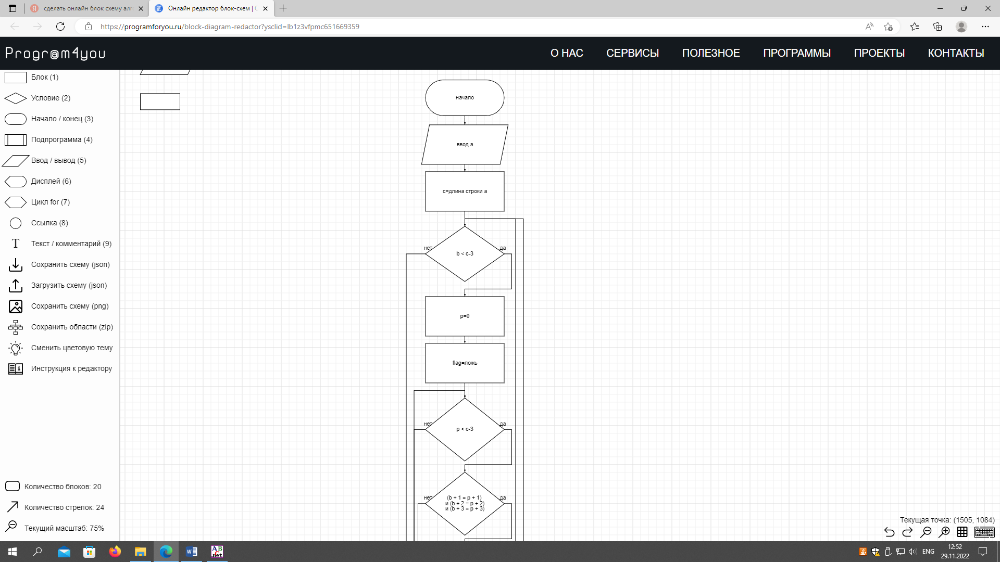 сделать онлайн блок схему алг
Онлайн редактор блок-схем | С
https://programforyou.ru/block-diagram-redactor?ysclid=lb1z3vfpmc651669359
Progr@m4you
О НАС
СЕРВИСЫ
ПОЛЕЗНОЕ
ПРОГРАММЫ
ПРОЕКТЫ
КОНТАКТЫ
Блок (1)
Условие (2)
Начало / конец (3)
Подпрограмма (4)
Ввод / вывод (5)
Дисплей (6)
Цикл for (7)
Ссылка (8)
T Текст / комментарий (9)
Сохранить схему (json)
Загрузить схему (json)
Сохранить схему (png)
Сохранить области (zip)
Сменить цветовую тему
Инструкция к редактору
Количество блоков: 20
Количество стрелок: 24
Текущий масштаб: 75%
начало
ввод a
c=длина строки a
нет
да
b < c-3
p=0
flag=ложь
нет
да
p < c-3
нет
да
(b + 1 = p + 1)
и (b + 2 = p + 2)
и (b + 3 = p + 3)
Текущая точка: (1505, 1084)
ENG
12:52
29.11.2022